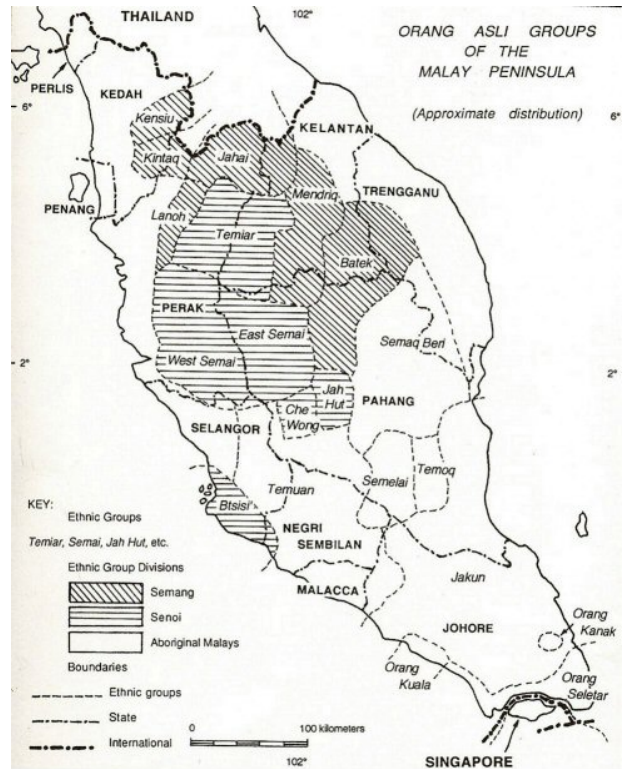 THAILAND
102°
ORANG ASLI GROUPS
OF THE
MALAY PENINSULA
(Approximate distribution)
PERLIS
KEDAH
6°
6°
Kensiu
KELANTAN
Kintaq
Jahai
Mendriq
TRENGGANU
PENANG
Lanoh
Temiar
Batek
PERAK
East Semai
Semaq Beri
2°
West Semai
2°
Jah
Hut
PAHANG
Che
Wong
SELANGOR
Temoq
Semelai
Temuan
Btsisi'
KEY:
Ethnic Groups
NEGRI
SEMBILAN
Temiar, Semai, Jah Hut, etc.
Ethnic Group Divisions
Jakun
Semang
MALACCA
Senoi
Orang
Kanak
JOHORE
Aboriginal Malays
Boundaries
Orang
Kuala
Orang
Seletar
Ethnic groups
State
0
100 kilometers
International
102°
SINGAPORE